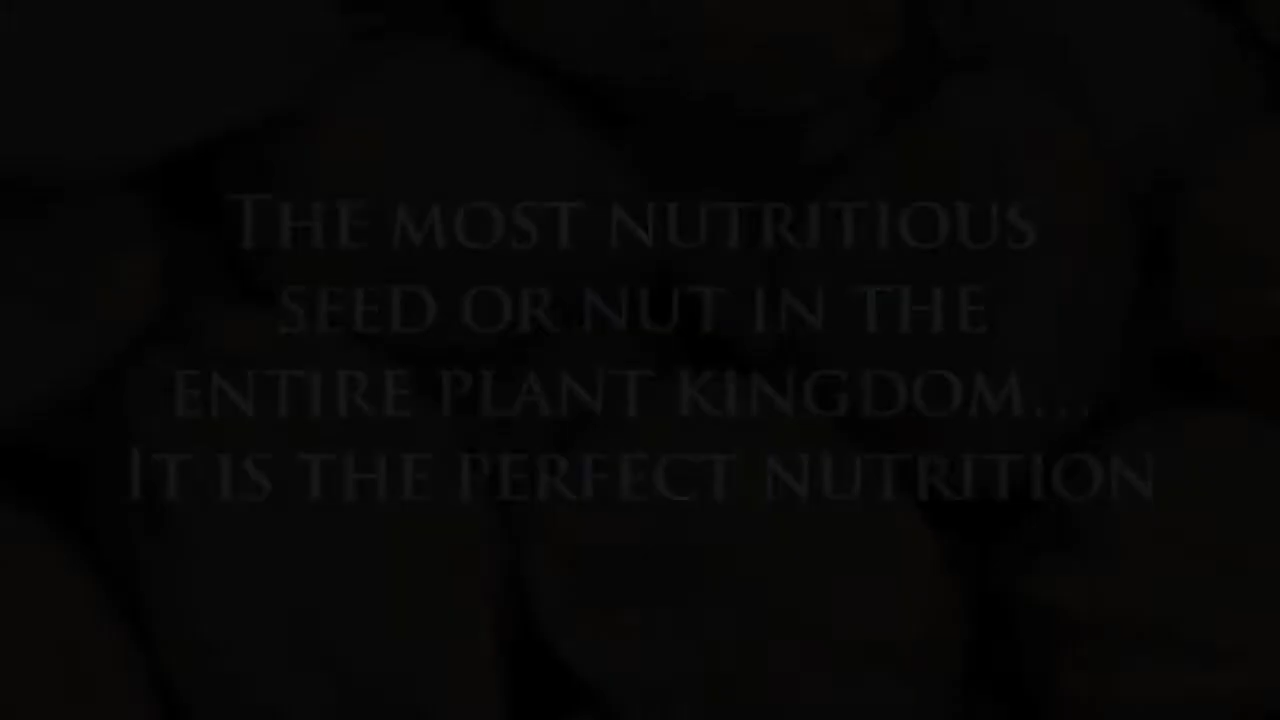 The most nutritious
seed or nut in the
entire plant kingdom...
It is the perfect nutrition